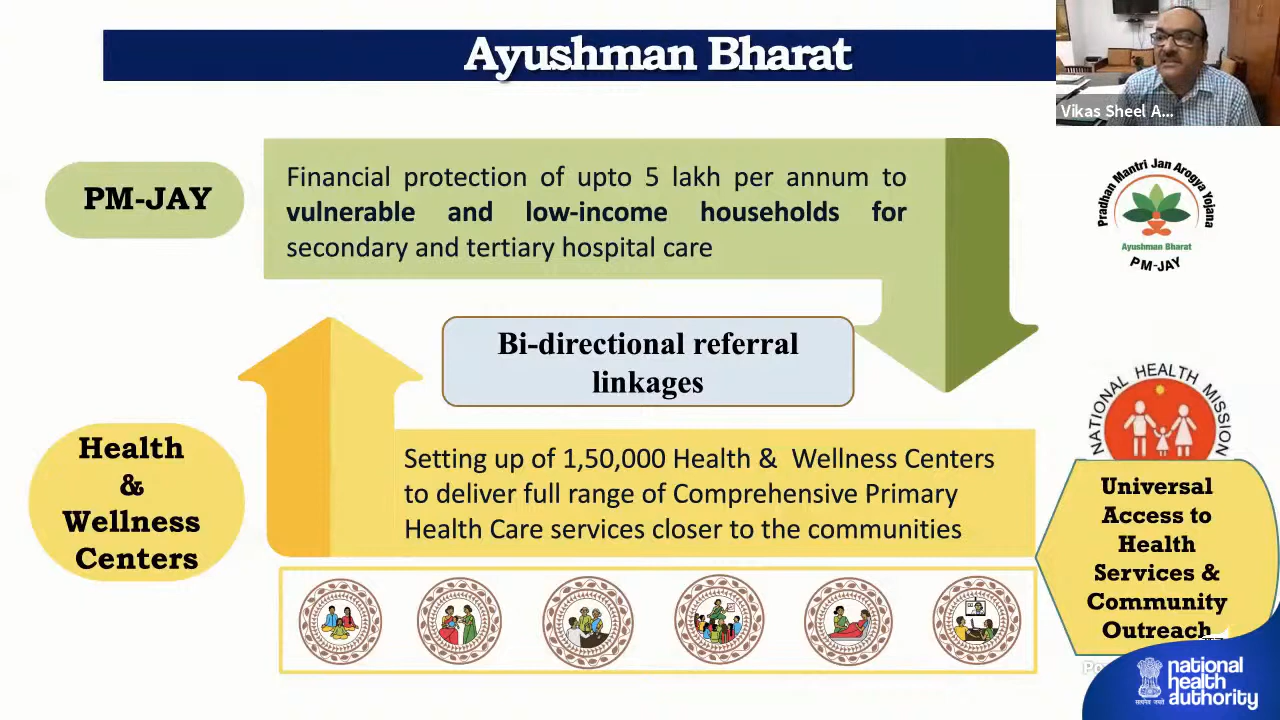 Ayushman Bharat
Vikas Sheel A...
PM-JAY
Financial protection of upto 5 lakh per annum to
vulnerable and low-income households for
secondary and tertiary hospital care
Pradhan Mantri Jan Arogya Yojana
Ayushman Bharat
PM-JAY
Bi-directional referral
linkages
NATIONAL HEALTH MISSION
Health
&
Wellness
Centers
Setting up of 1,50,000 Health & Wellness Centers
to deliver full range of Comprehensive Primary
Health Care services closer to the communities
Universal
Access to
Health
Services &
Community
Outreach
national
health
authority
सत्यमेव जयते